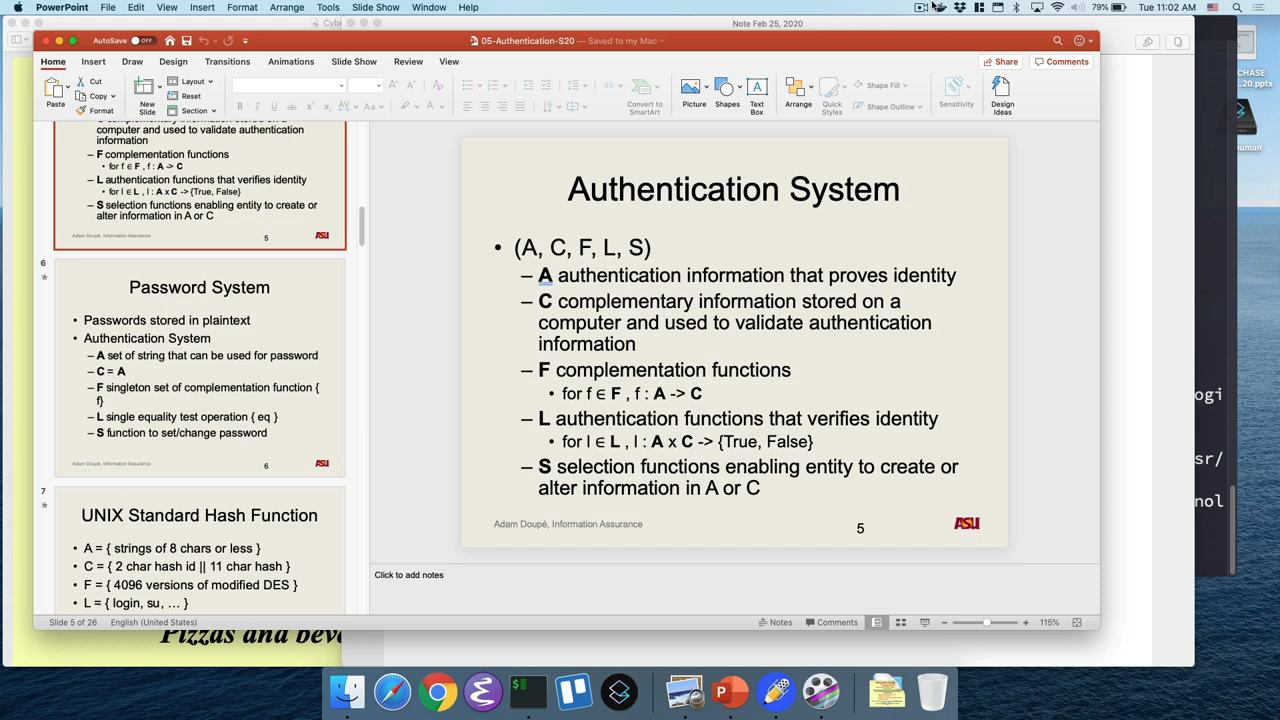 PowerPoint File Edit View Insert Format Arrange Tools Slide Show Window Help 79% Tue 11:02 AM
Note Feb 25, 2020
AutoSave OFF 05-Authentication-S20 — Saved to my Mac
Home Insert Draw Design Transitions Animations Slide Show Review View Share Comments
Paste Cut Copy Format New Slide Layout Reset Section Convert to SmartArt Picture Shapes Text Box Arrange Quick Styles Shape Fill Shape Outline Sensitivity Design Ideas
computer and used to validate authentication
information
– F complementation functions
• for f ∈ F , f : A -> C
– L authentication functions that verifies identity
• for l ∈ L , l : A x C -> {True, False}
– S selection functions enabling entity to create or
alter information in A or C
Adam Doupé, Information Assurance 5 ASU
6
Password System
• Passwords stored in plaintext
• Authentication System
– A set of string that can be used for password
– C = A
– F singleton set of complementation function {
f}
– L single equality test operation { eq }
– S function to set/change password
Adam Doupé, Information Assurance 6 ASU
7
UNIX Standard Hash Function
• A = { strings of 8 chars or less }
• C = { 2 char hash id || 11 char hash }
• F = { 4096 versions of modified DES }
• L = { login, su, … }
Authentication System
• (A, C, F, L, S)
– A authentication information that proves identity
– C complementary information stored on a
computer and used to validate authentication
information
– F complementation functions
• for f ∈ F , f : A -> C
– L authentication functions that verifies identity
• for l ∈ L , l : A x C -> {True, False}
– S selection functions enabling entity to create or
alter information in A or C
Adam Doupé, Information Assurance 5 ASU
Click to add notes
Slide 5 of 26 English (United States) Notes Comments 115%
Pizzas and
CHASE
20.pptx
human
ogi
sr/
nol